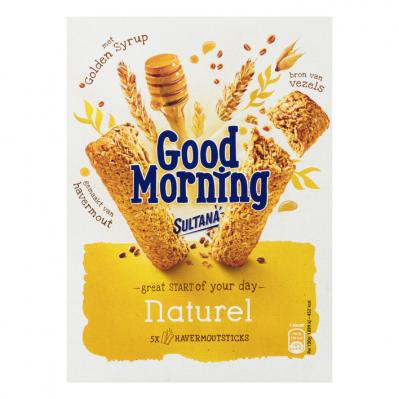 met
Golden Syrup
bron van
vezels
Good
Morning
gemaakt van
havermout
SULTANA
great START of your day
Naturel
5X HAVERMOUTSTICKS